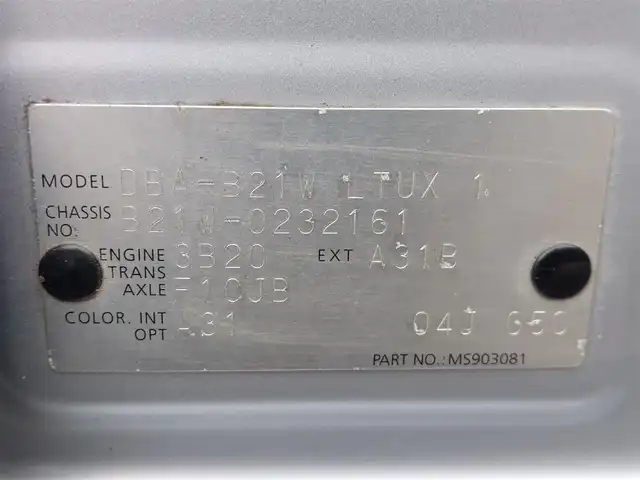 MODEL DBA-B21W LTUX 1
CHASSIS NO: B21W-0232161
ENGINE 3B20 EXT A31B
TRANS AXLE F1CJB
COLOR. INT A31 04J G5C
OPT
PART NO.: MS903081